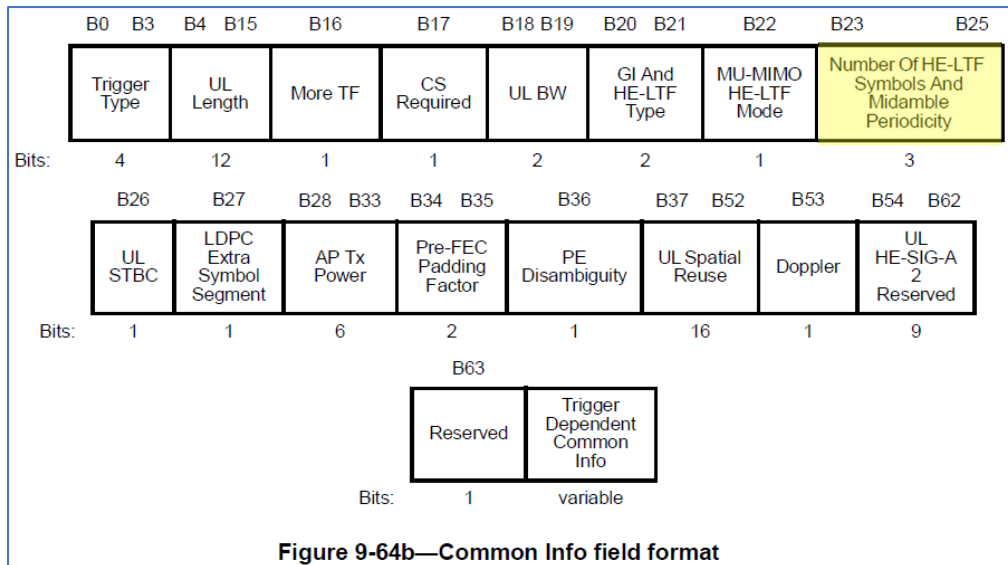 B0 B3 B4 B15 B16 B17 B18 B19 B20 B21 B22 B23 B25
Trigger
Type
UL
Length
More TF
CS
Required
UL BW
GI And
HE-LTF
Type
MU-MIMO
HE-LTF
Mode
Number Of HE-LTF
Symbols And
Midamble
Periodicity
Bits: 4 12 1 1 2 2 1 3
B26 B27 B28 B33 B34 B35 B36 B37 B52 B53 B54 B62
UL
STBC
LDPC
Extra
Symbol
Segment
AP Tx
Power
Pre-FEC
Padding
Factor
PE
Disambiguity
UL Spatial
Reuse
Doppler
UL
HE-SIG-A
2
Reserved
Bits: 1 1 6 2 1 16 1 9
B63
Reserved
Trigger
Dependent
Common
Info
Bits: 1 variable
Figure 9-64b—Common Info field format